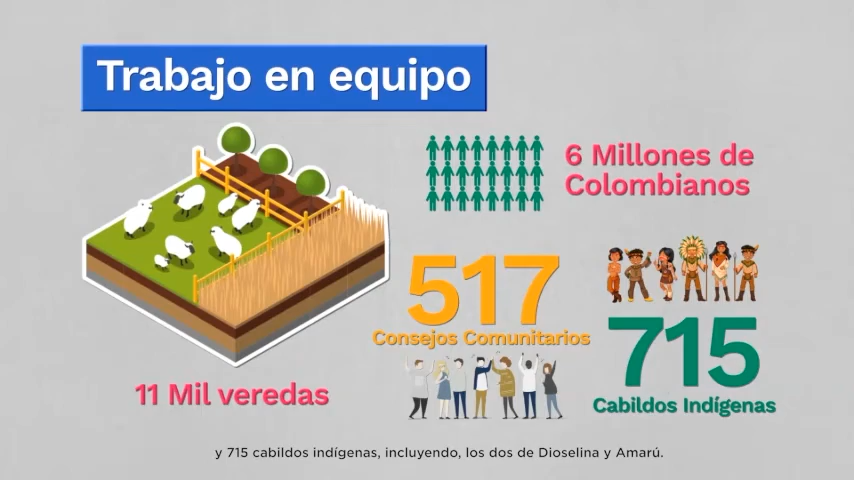 Trabajo en equipo
6 Millones de
Colombianos
517
Consejos Comunitarios
715
Cabildos Indígenas
11 Mil veredas
y 715 cabildos indígenas, incluyendo, los dos de Dioselina y Amarú.